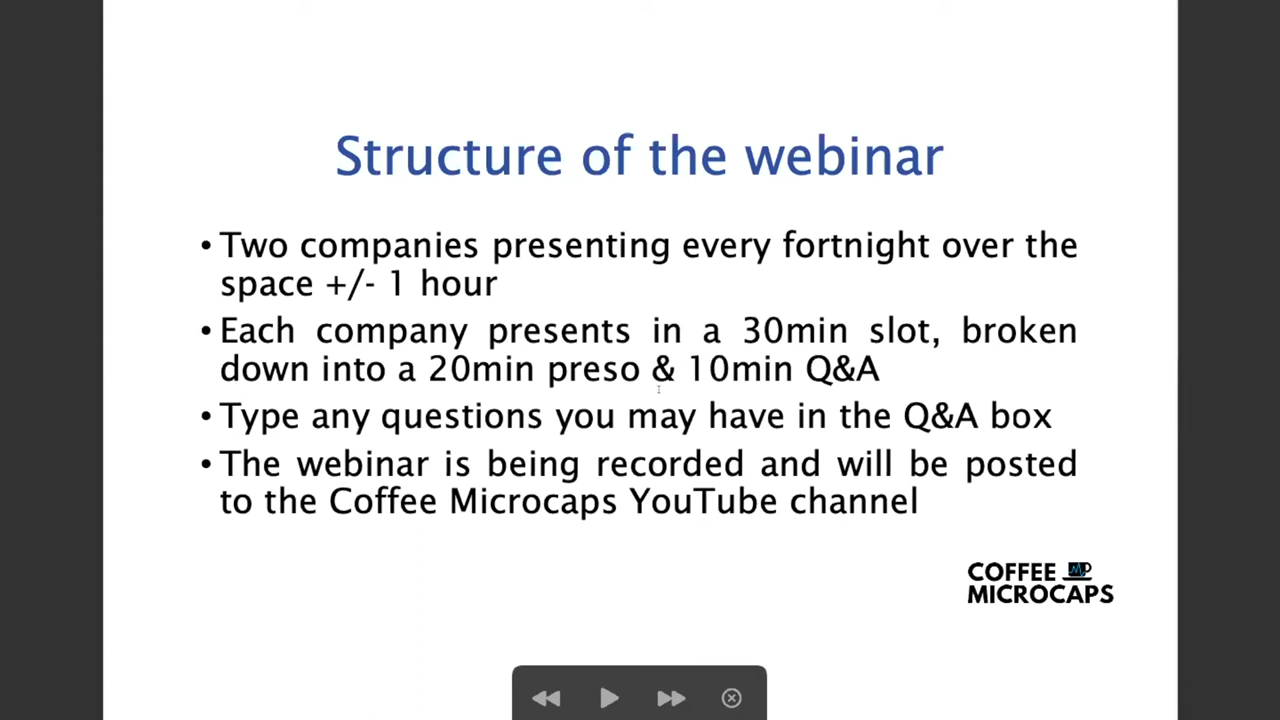 Structure of the webinar
• Two companies presenting every fortnight over the
space +/- 1 hour
• Each company presents in a 30min slot, broken
down into a 20min preso & 10min Q&A
• Type any questions you may have in the Q&A box
• The webinar is being recorded and will be posted
to the Coffee Microcaps YouTube channel
COFFEE
MICROCAPS